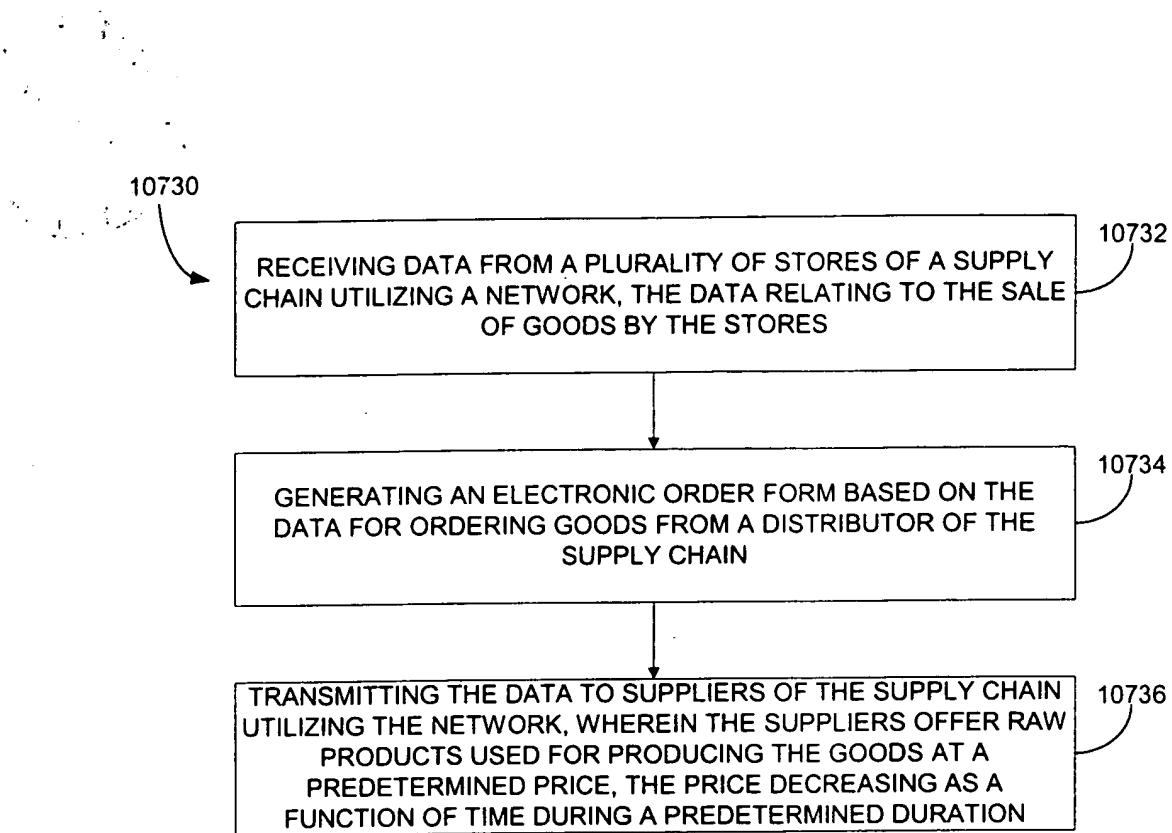 10730
10732
RECEIVING DATA FROM A PLURALITY OF STORES OF A SUPPLY
CHAIN UTILIZING A NETWORK, THE DATA RELATING TO THE SALE
OF GOODS BY THE STORES
10734
GENERATING AN ELECTRONIC ORDER FORM BASED ON THE
DATA FOR ORDERING GOODS FROM A DISTRIBUTOR OF THE
SUPPLY CHAIN
10736
TRANSMITTING THE DATA TO SUPPLIERS OF THE SUPPLY CHAIN
UTILIZING THE NETWORK, WHEREIN THE SUPPLIERS OFFER RAW
PRODUCTS USED FOR PRODUCING THE GOODS AT A
PREDETERMINED PRICE, THE PRICE DECREASING AS A
FUNCTION OF TIME DURING A PREDETERMINED DURATION